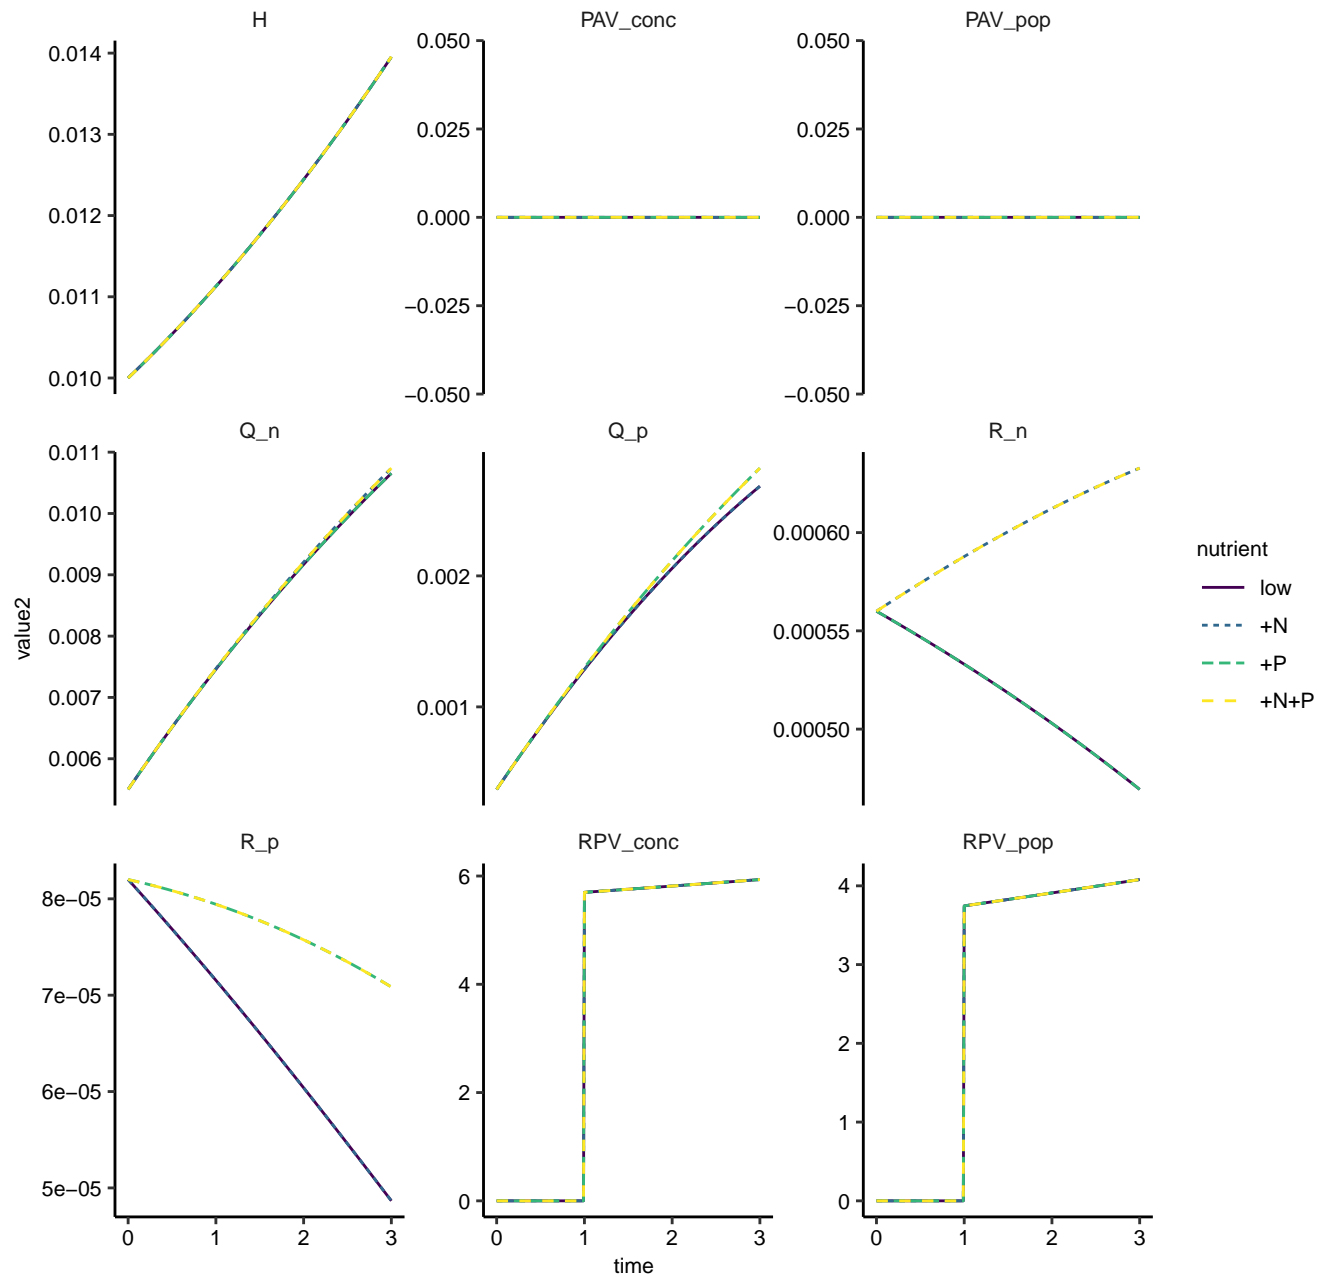 H
PAV_conc
PAV_pop
0.014
0.013
0.012
0.011
0.010
0.050
0.025
0.000
−0.025
−0.050
0.050
0.025
0.000
−0.025
−0.050
Q_n
Q_p
R_n
0.011
0.010
0.009
0.008
0.007
0.006
0.002
0.001
0.00060
0.00055
0.00050
value2
nutrient
low
+N
+P
+N+P
R_p
RPV_conc
RPV_pop
8e−05
7e−05
6e−05
5e−05
6
4
2
0
4
3
2
1
0
0 1 2 3
0 1 2 3
0 1 2 3
time